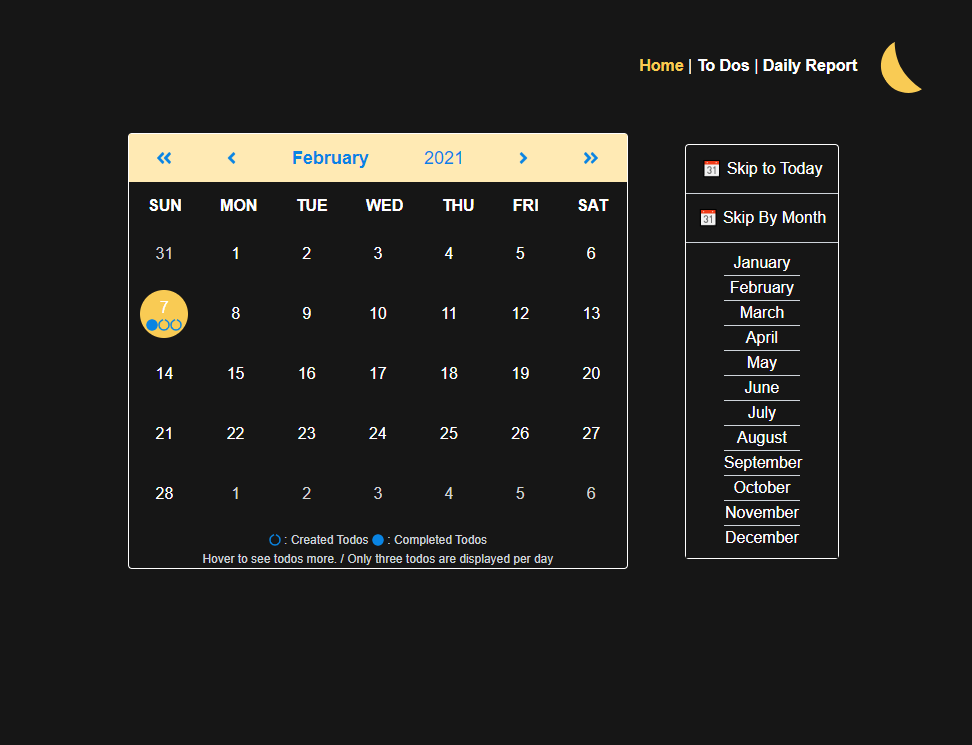 Home | To Dos | Daily Report
February 2021
SUN MON TUE WED THU FRI SAT
31 1 2 3 4 5 6
7 8 9 10 11 12 13
14 15 16 17 18 19 20
21 22 23 24 25 26 27
28 1 2 3 4 5 6
: Created Todos : Completed Todos
Hover to see todos more. / Only three todos are displayed per day
31 Skip to Today
31 Skip By Month
January
February
March
April
May
June
July
August
September
October
November
December